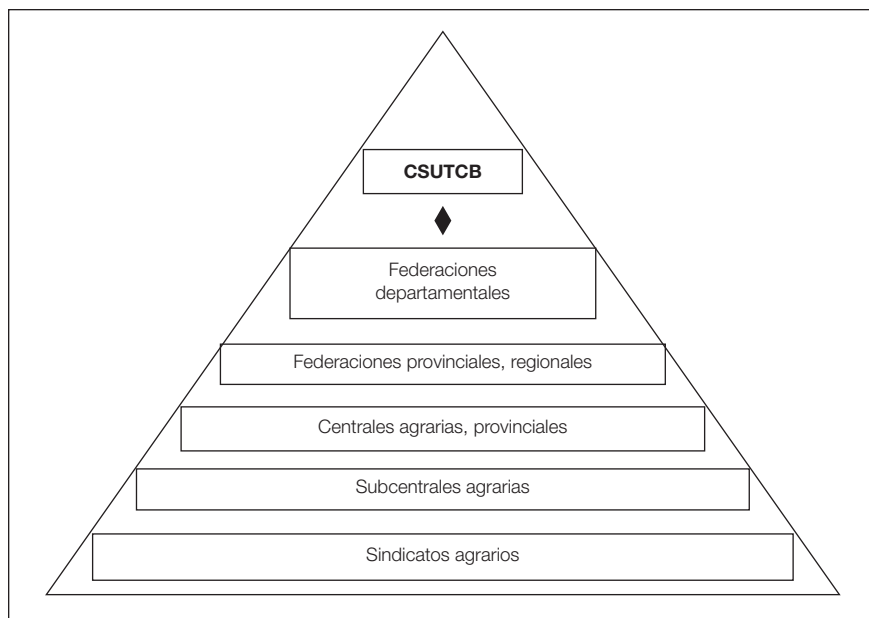 CSUTCB
Federaciones
departamentales
Federaciones provinciales, regionales
Centrales agrarias, provinciales
Subcentrales agrarias
Sindicatos agrarios